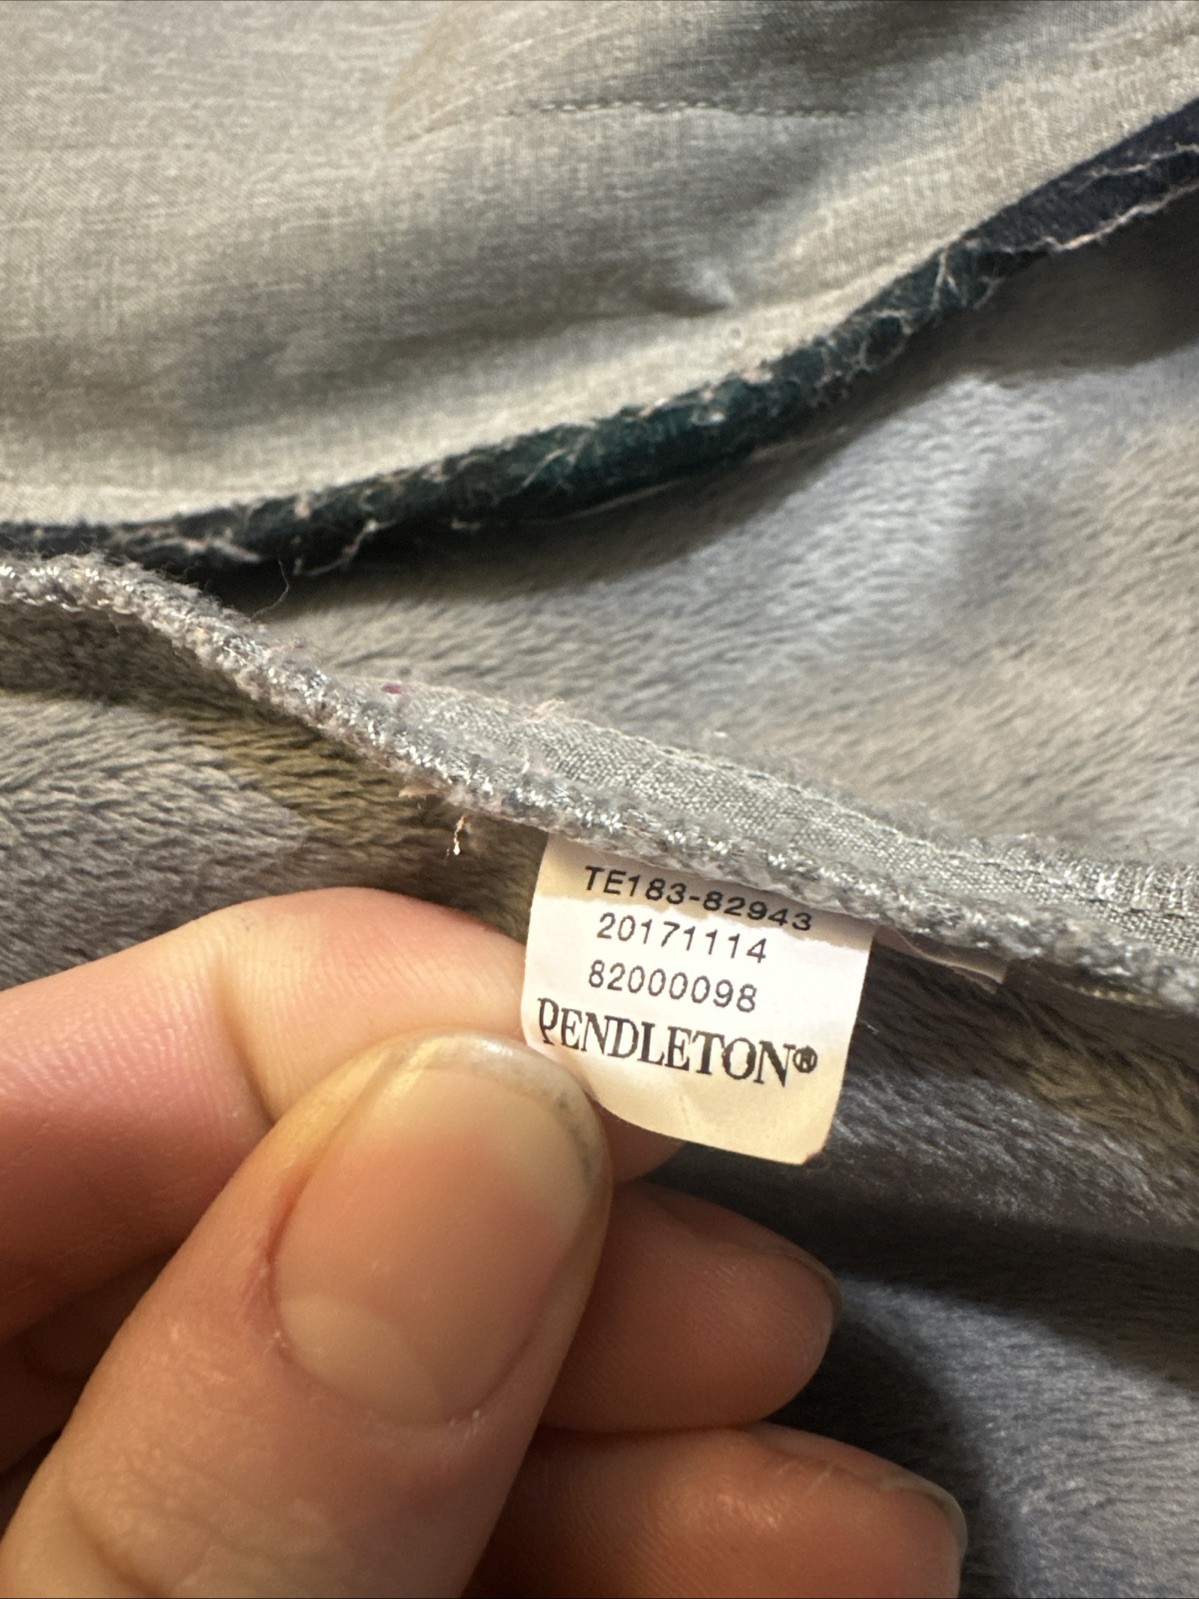 TE183-82943
20171114
82000098
PENDLETON®